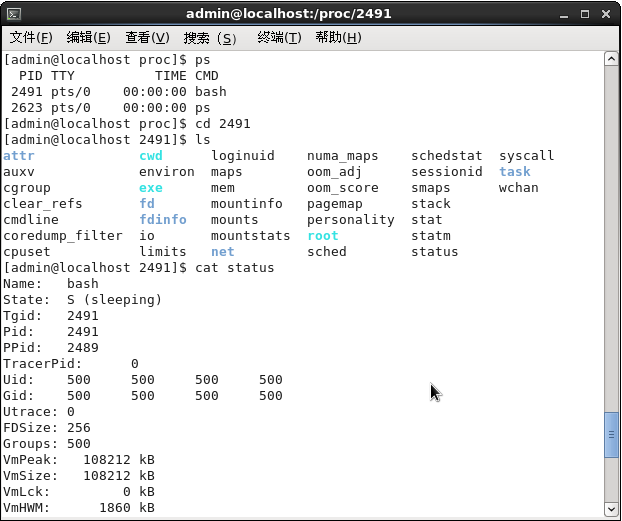 admin@localhost:/proc/2491
文件(F) 编辑(E) 查看(V) 搜索 (S) 终端(T) 帮助(H)
[admin@localhost proc]$ ps
  PID TTY          TIME CMD
 2491 pts/0    00:00:00 bash
 2623 pts/0    00:00:00 ps
[admin@localhost proc]$ cd 2491
[admin@localhost 2491]$ ls
attr             cwd      loginuid    numa_maps    schedstat  syscall
auxv             environ  maps        oom_adj      sessionid  task
cgroup           exe      mem         oom_score    smaps      wchan
clear_refs       fd       mountinfo   pagemap      stack
cmdline          fdinfo   mounts      personality  stat
coredump_filter  io       mountstats  root         statm
cpuset           limits   net         sched        status
[admin@localhost 2491]$ cat status
Name:   bash
State:  S (sleeping)
Tgid:   2491
Pid:    2491
PPid:   2489
TracerPid:      0
Uid:    500     500     500     500
Gid:    500     500     500     500
Utrace: 0
FDSize: 256
Groups: 500
VmPeak:   108212 kB
VmSize:   108212 kB
VmLck:         0 kB
VmHWM:      1860 kB